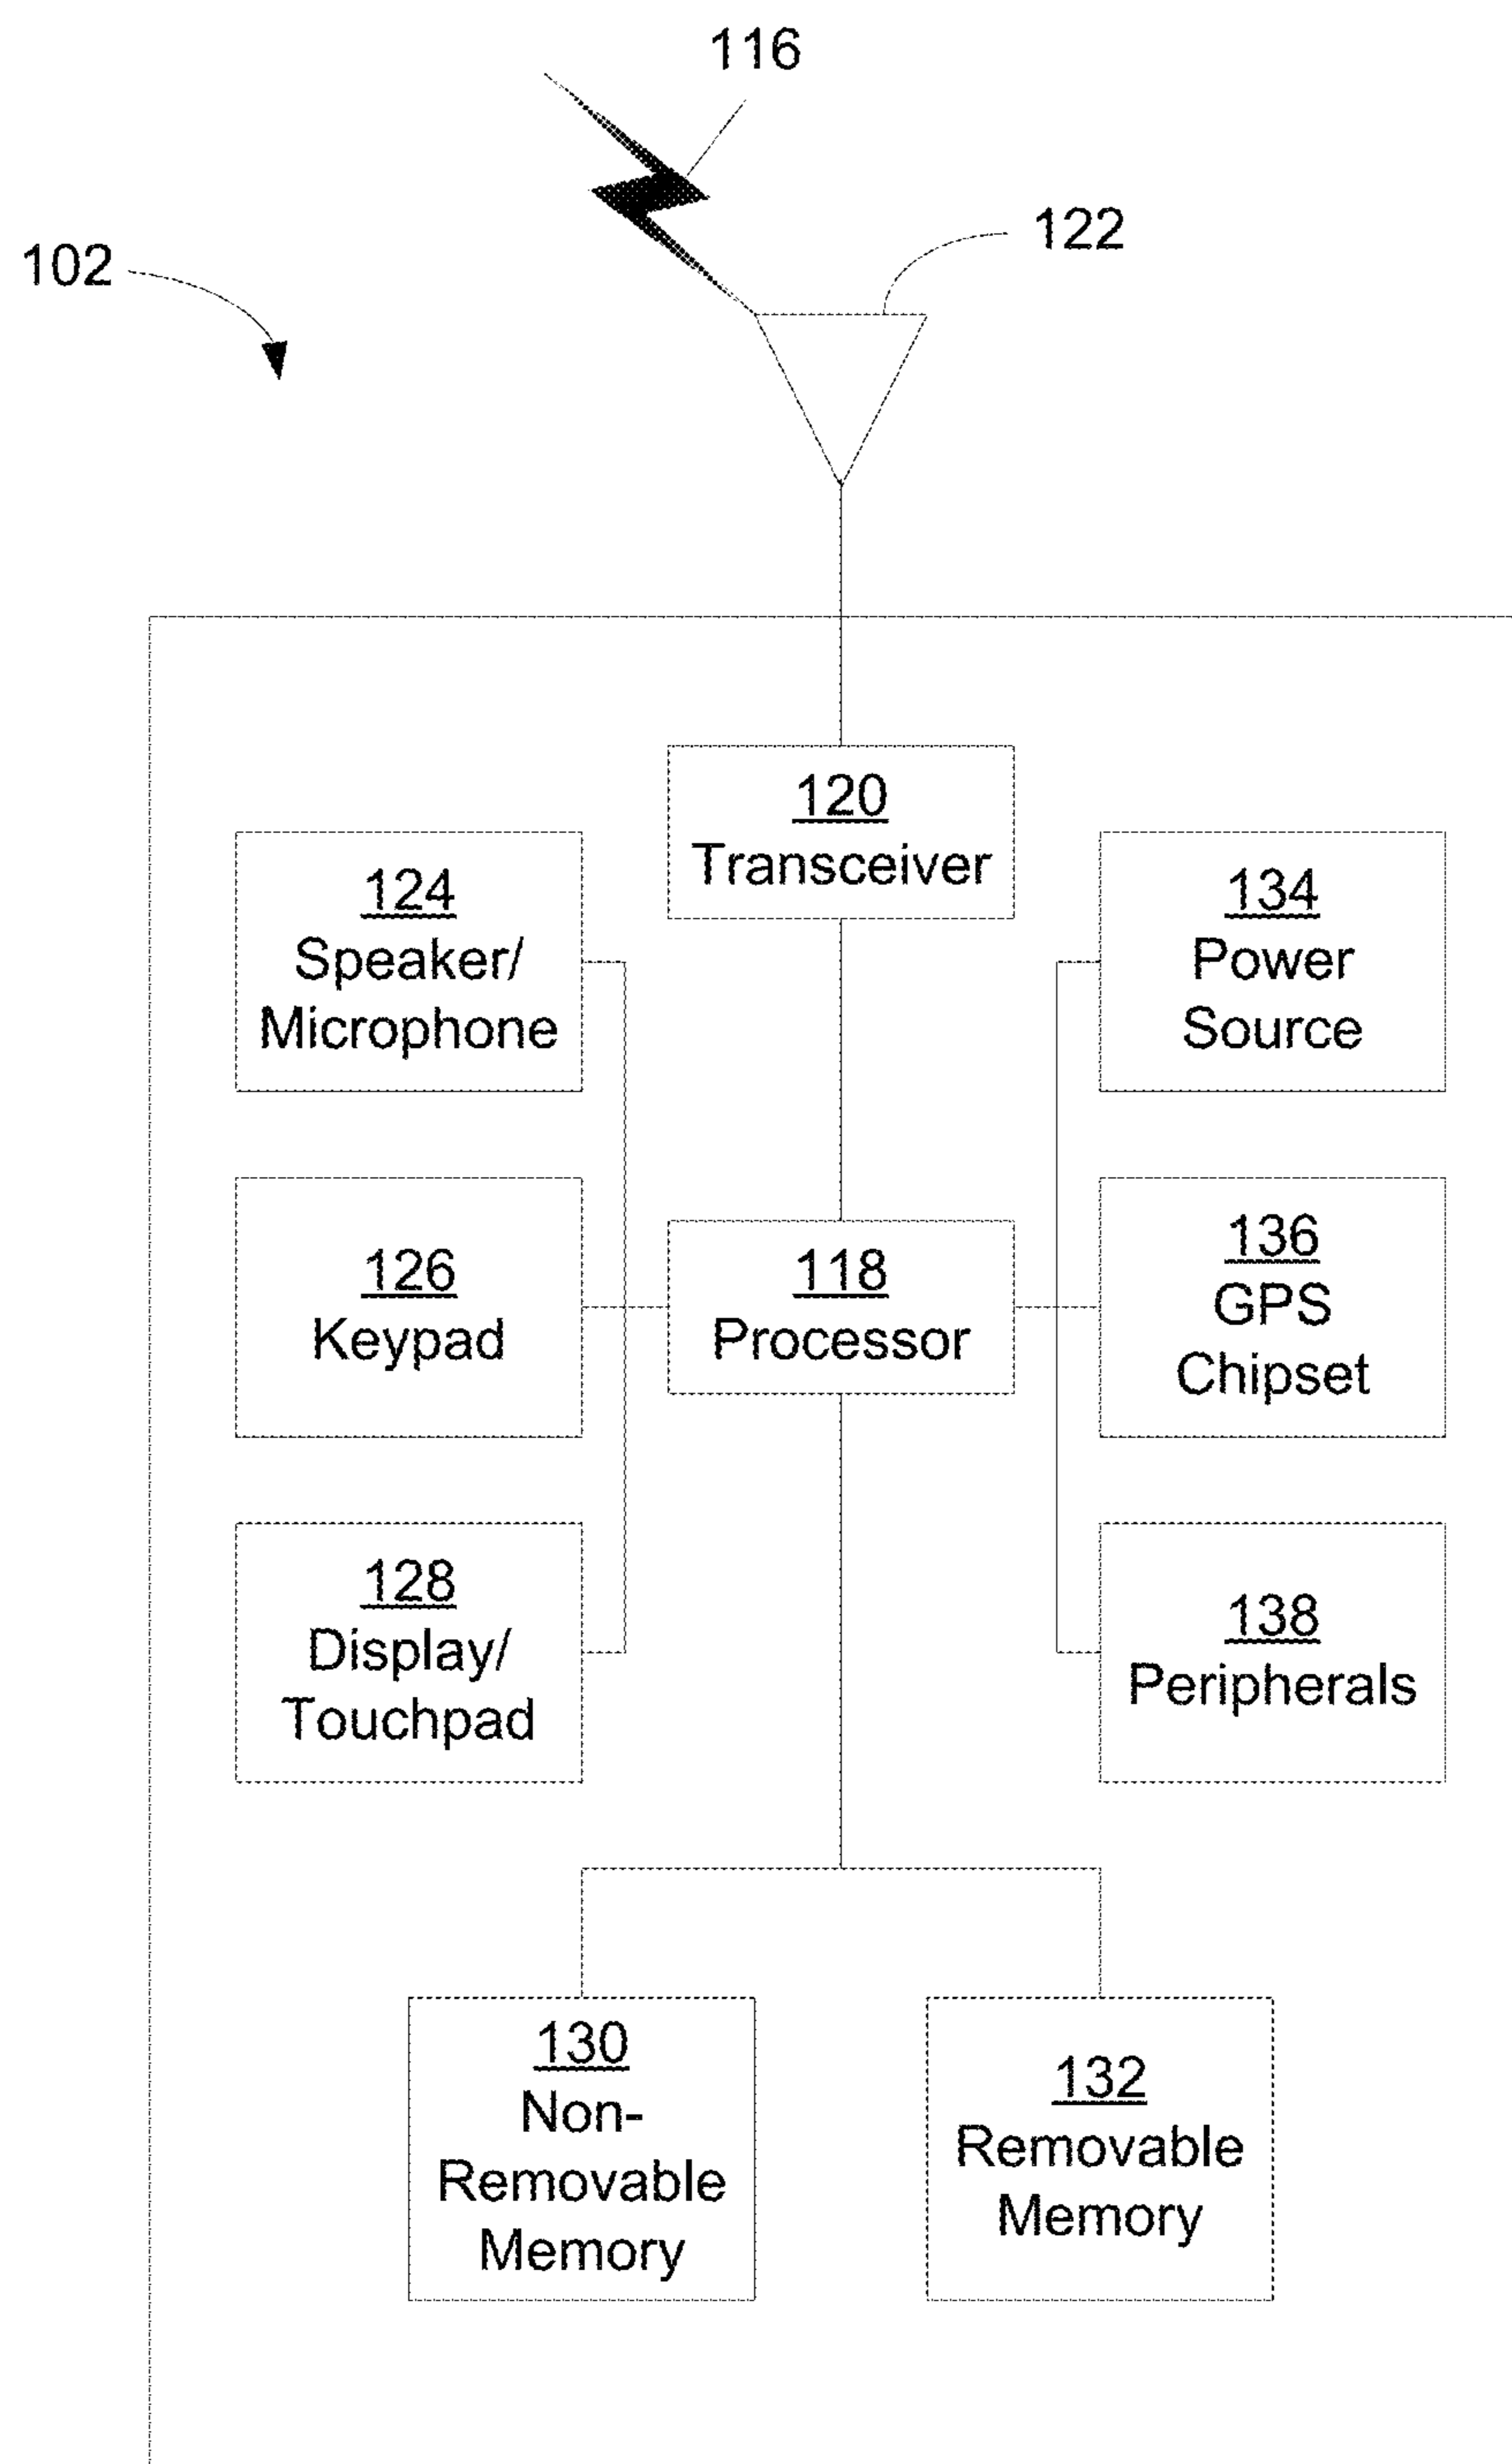 116
122
102
120
Transceiver
124
Speaker/
Microphone
134
Power
Source
126
Keypad
118
Processor
136
GPS
Chipset
128
Display/
Touchpad
138
Peripherals
130
Non-
Removable
Memory
132
Removable
Memory